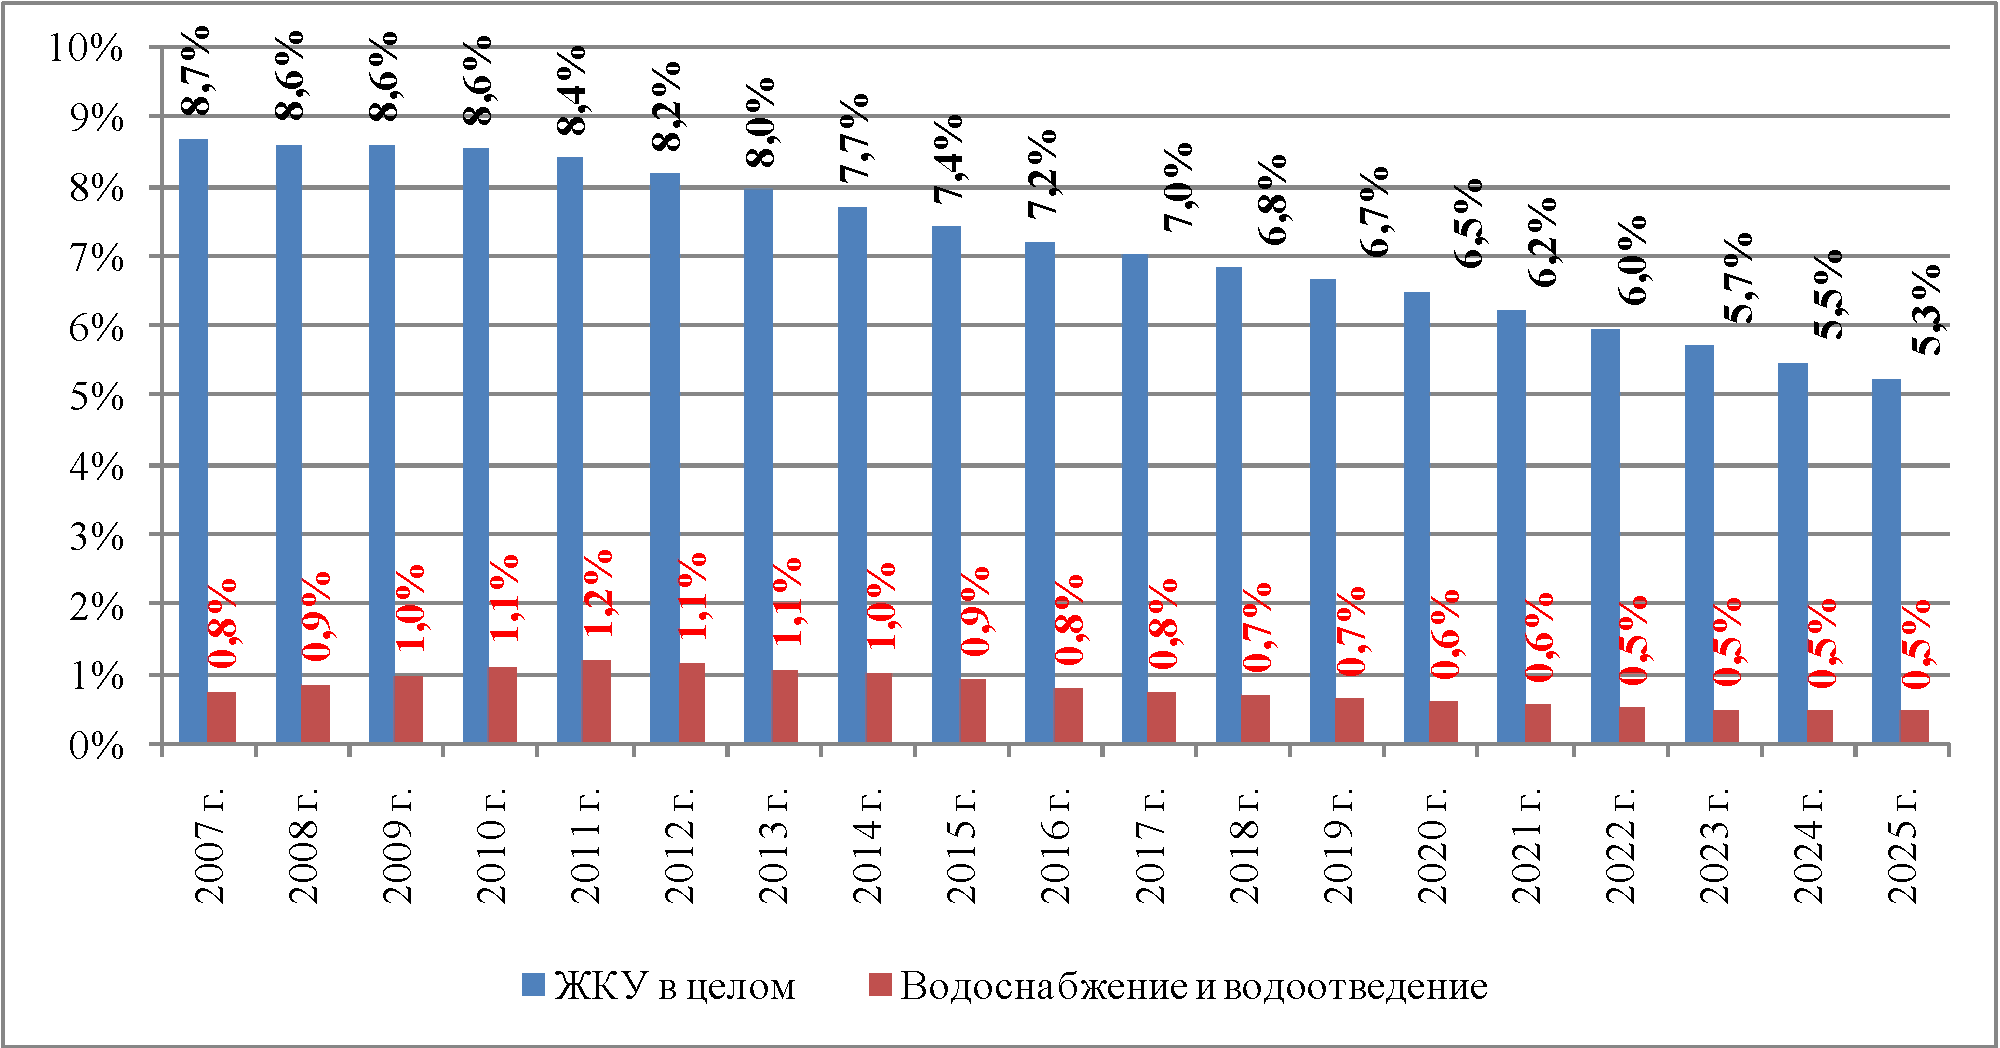 10%
9%
8%
7%
6%
5%
4%
3%
2%
1%
0%
8,7%
8,6%
8,6%
8,6%
8,4%
8,2%
8,0%
7,7%
7,4%
7,2%
7,0%
6,8%
6,7%
6,5%
6,2%
6,0%
5,7%
5,5%
5,3%
0,8%
0,9%
1,0%
1,1%
1,2%
1,1%
1,1%
1,0%
0,9%
0,8%
0,8%
0,7%
0,7%
0,6%
0,6%
0,5%
0,5%
0,5%
0,5%
2007 г.
2008 г.
2009 г.
2010 г.
2011 г.
2012 г.
2013 г.
2014 г.
2015 г.
2016 г.
2017 г.
2018 г.
2019 г.
2020 г.
2021 г.
2022 г.
2023 г.
2024 г.
2025 г.
ЖКУ в целом
Водоснабжение и водоотведение